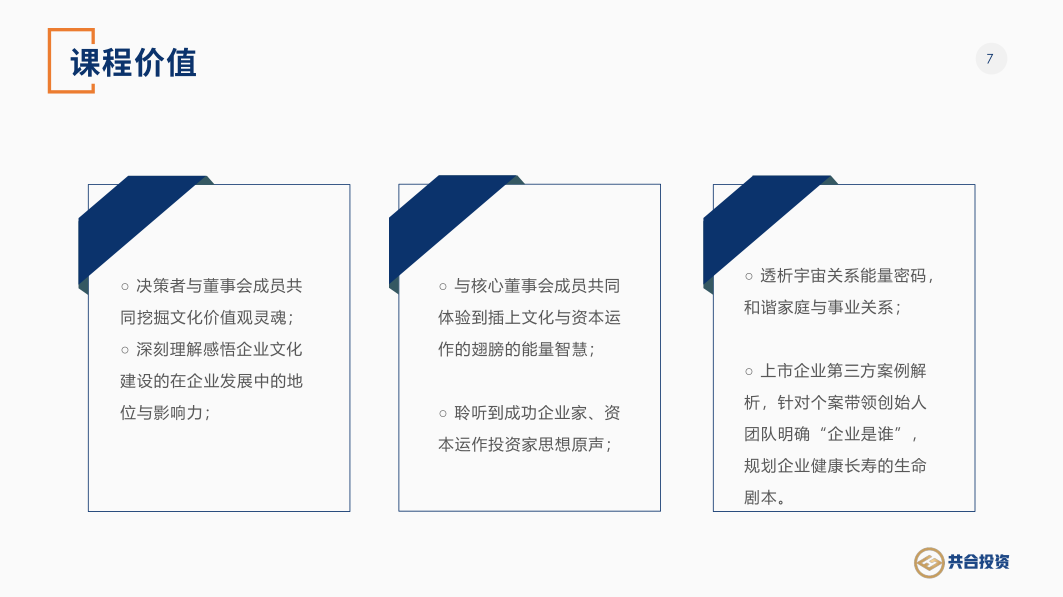 课程价值
7
○ 决策者与董事会成员共
同挖掘文化价值观灵魂；
○ 深刻理解感悟企业文化
建设的在企业发展中的地
位与影响力；
○ 与核心董事会成员共同
体验到插上文化与资本运
作的翅膀的能量智慧；
○ 聆听到成功企业家、资
本运作投资家思想原声；
○ 透析宇宙关系能量密码，
和谐家庭与事业关系；
○ 上市企业第三方案例解
析，针对个案带领创始人
团队明确“企业是谁”，
规划企业健康长寿的生命
剧本。
共合投资